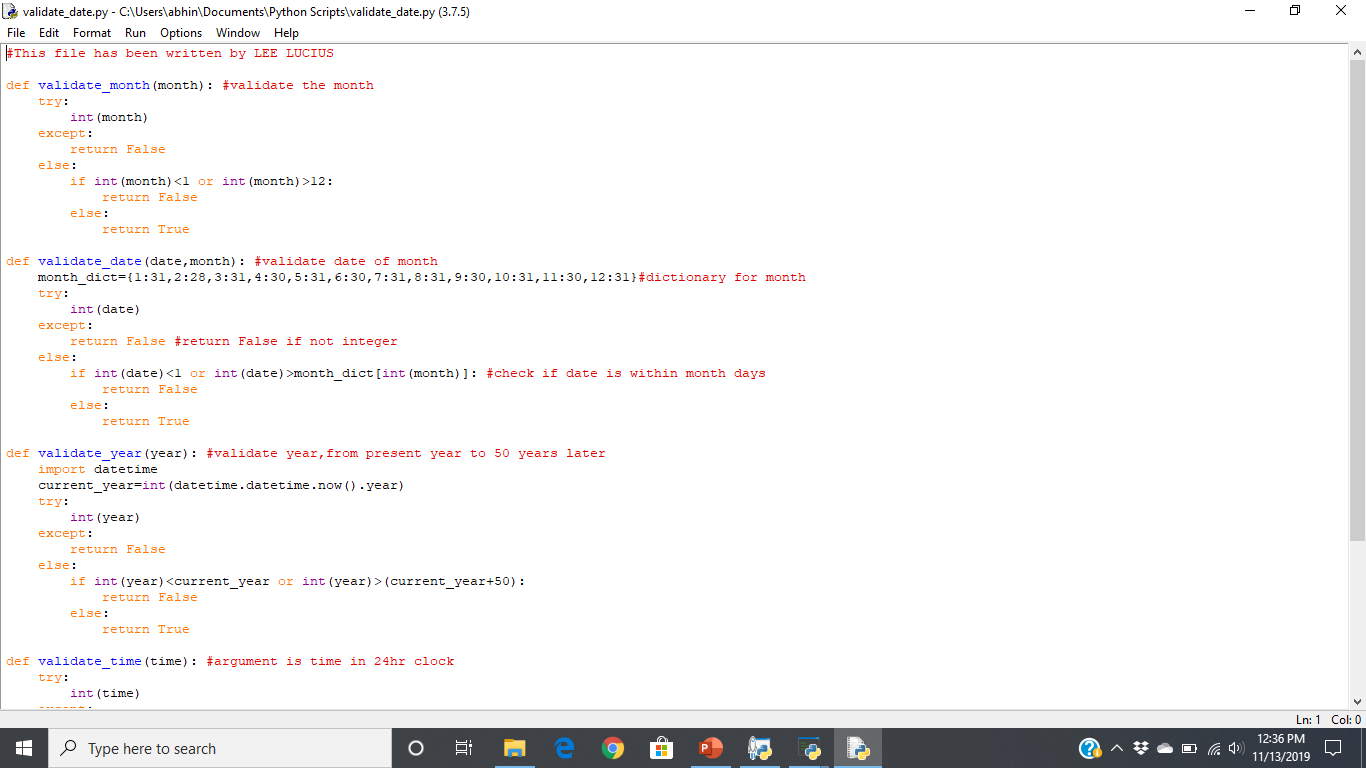 validate_date.py - C:\Users\abhin\Documents\Python Scripts\validate_date.py (3.7.5)
File Edit Format Run Options Window Help
#This file has been written by LEE LUCIUS

def validate_month(month): #validate the month
    try:
        int(month)
    except:
        return False
    else:
        if int(month)<1 or int(month)>12:
            return False
        else:
            return True

def validate_date(date,month): #validate date of month
    month_dict={1:31,2:28,3:31,4:30,5:31,6:30,7:31,8:31,9:30,10:31,11:30,12:31}#dictionary for month
    try:
        int(date)
    except:
        return False #return False if not integer
    else:
        if int(date)<1 or int(date)>month_dict[int(month)]: #check if date is within month days
            return False
        else:
            return True

def validate_year(year): #validate year,from present year to 50 years later
    import datetime
    current_year=int(datetime.datetime.now().year)
    try:
        int(year)
    except:
        return False
    else:
        if int(year)<current_year or int(year)>(current_year+50):
            return False
        else:
            return True

def validate_time(time): #argument is time in 24hr clock
    try:
        int(time)
Ln: 1 Col: 0
Type here to search
12:36 PM
11/13/2019